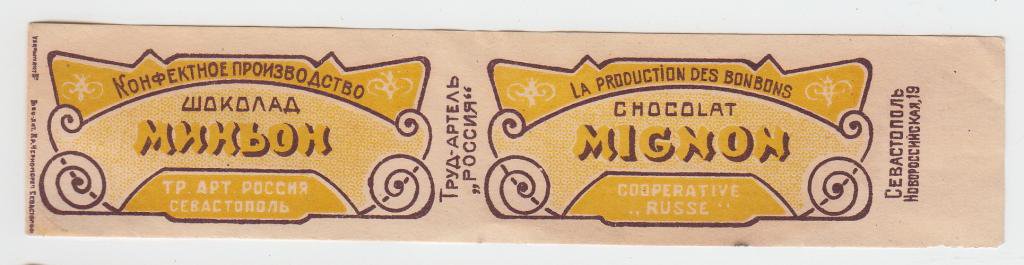 Конфектное производство
шоколад
Миньон
Тр. Арт. Россия
Севастополь
Труд-артель
„Россия“
La production des bonbons
Chocolat
Mignon
Cooperative
„Russe“
Севастополь
Новороссийская,19